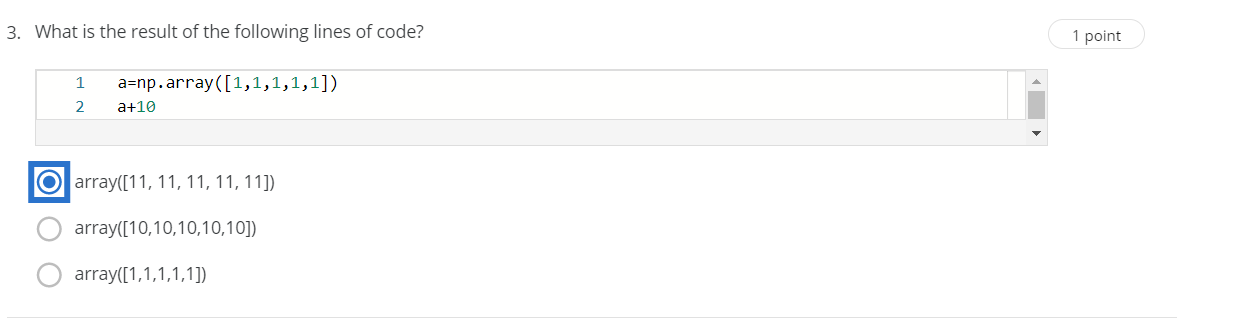 3. What is the result of the following lines of code?
1 point
1 a=np.array([1,1,1,1,1])
2 a+10
array([11, 11, 11, 11, 11])
array([10,10,10,10,10])
array([1,1,1,1,1])